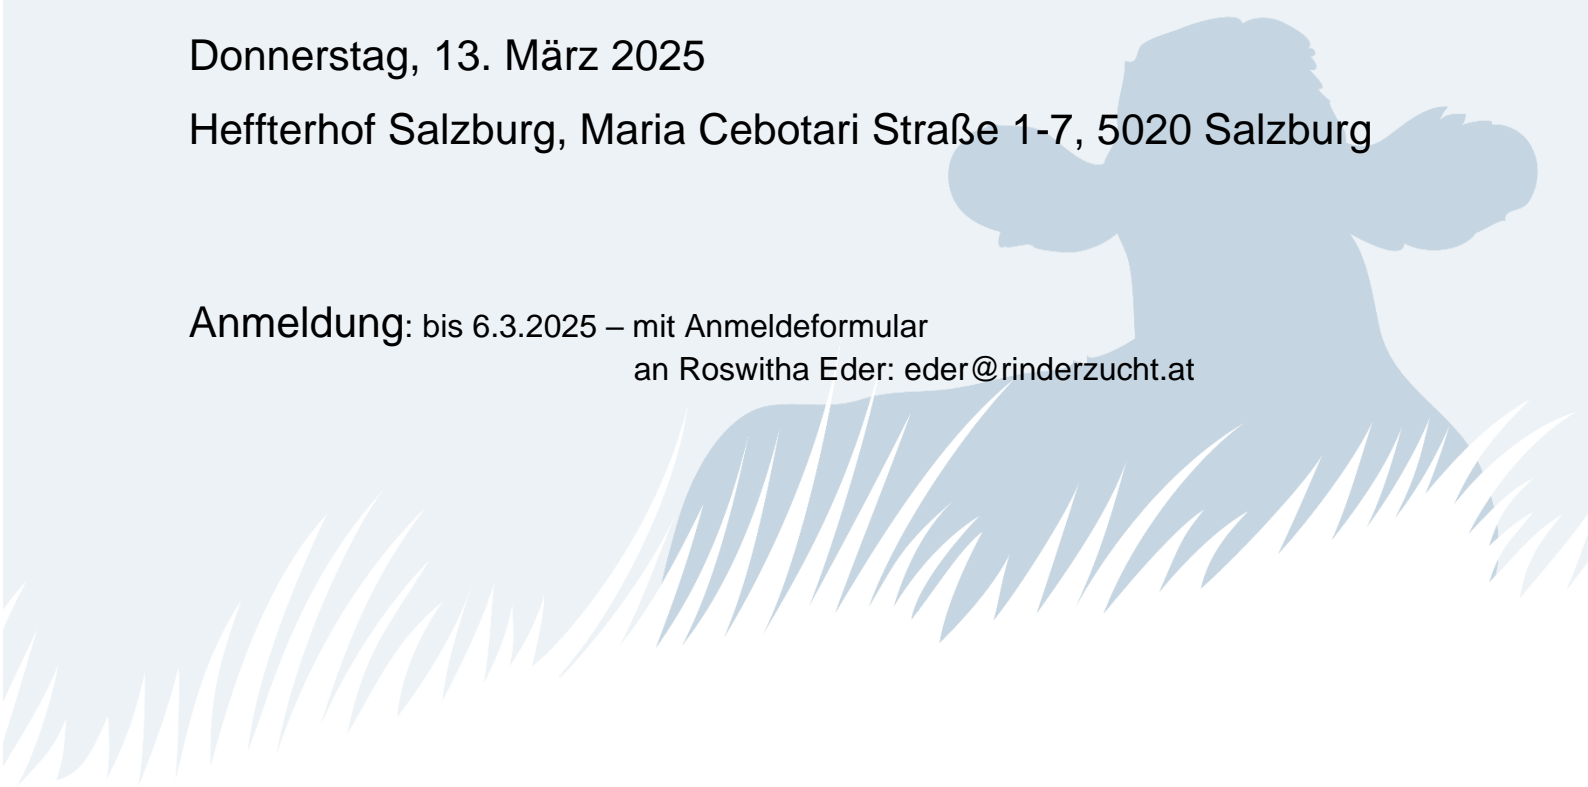 Donnerstag, 13. März 2025
Heffterhof Salzburg, Maria Cebotari Straße 1-7, 5020 Salzburg
Anmeldung: bis 6.3.2025 – mit Anmeldeformular
an Roswitha Eder: eder@rinderzucht.at